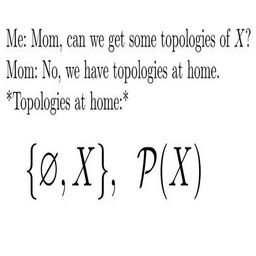 Me: Mom, can we get some topologies of X?
Mom: No, we have topologies at home.
*Topologies at home:*
{∅, X}, 𝒫(X)